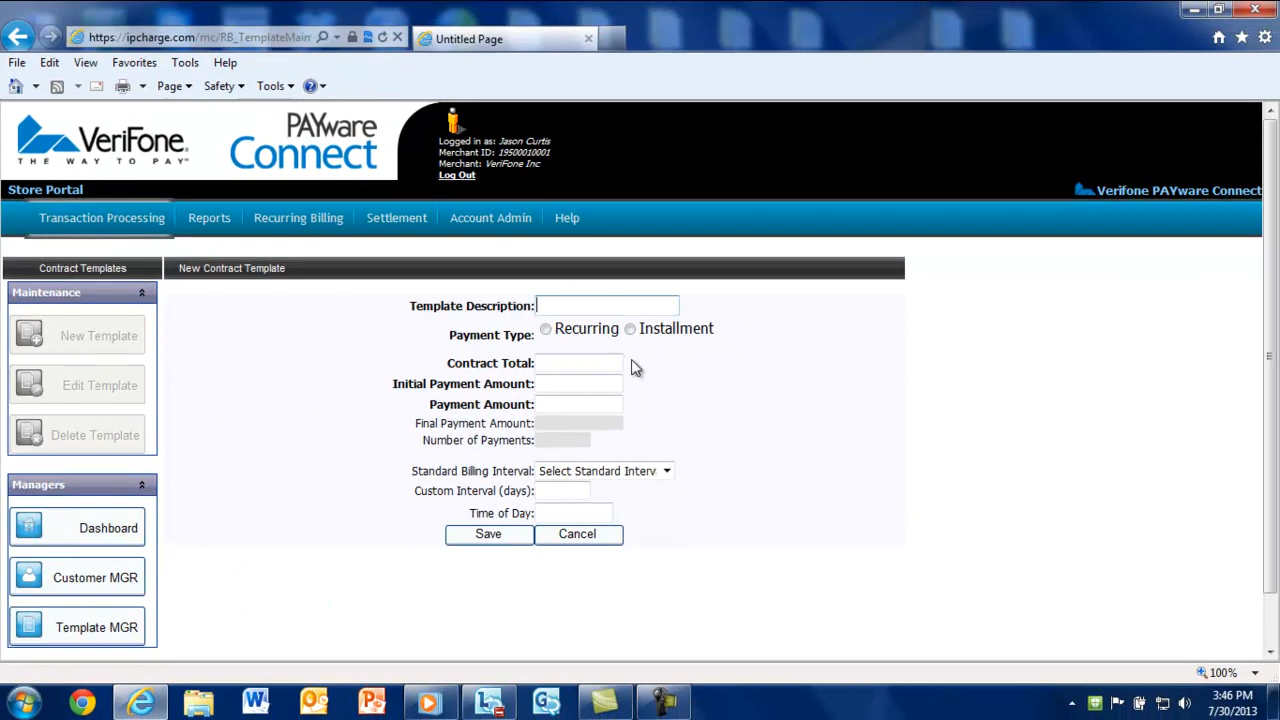 https://ipcharge.com/mc/RB_TemplateMain
Untitled Page
File Edit View Favorites Tools Help
Page Safety Tools
VeriFone
THE WAY TO PAY
PAYware
Connect
Logged in as: Jason Curtis
Merchant ID: 19500010001
Merchant: VeriFone Inc
Log Out
Store Portal
Verifone PAYware Connect
Transaction Processing Reports Recurring Billing Settlement Account Admin Help
Contract Templates
New Contract Template
Maintenance
New Template
Edit Template
Delete Template
Managers
Dashboard
Customer MGR
Template MGR
Template Description:
Payment Type: Recurring Installment
Contract Total:
Initial Payment Amount:
Payment Amount:
Final Payment Amount:
Number of Payments:
Standard Billing Interval: Select Standard Interv
Custom Interval (days):
Time of Day:
Save Cancel
100%
3:46 PM
7/30/2013